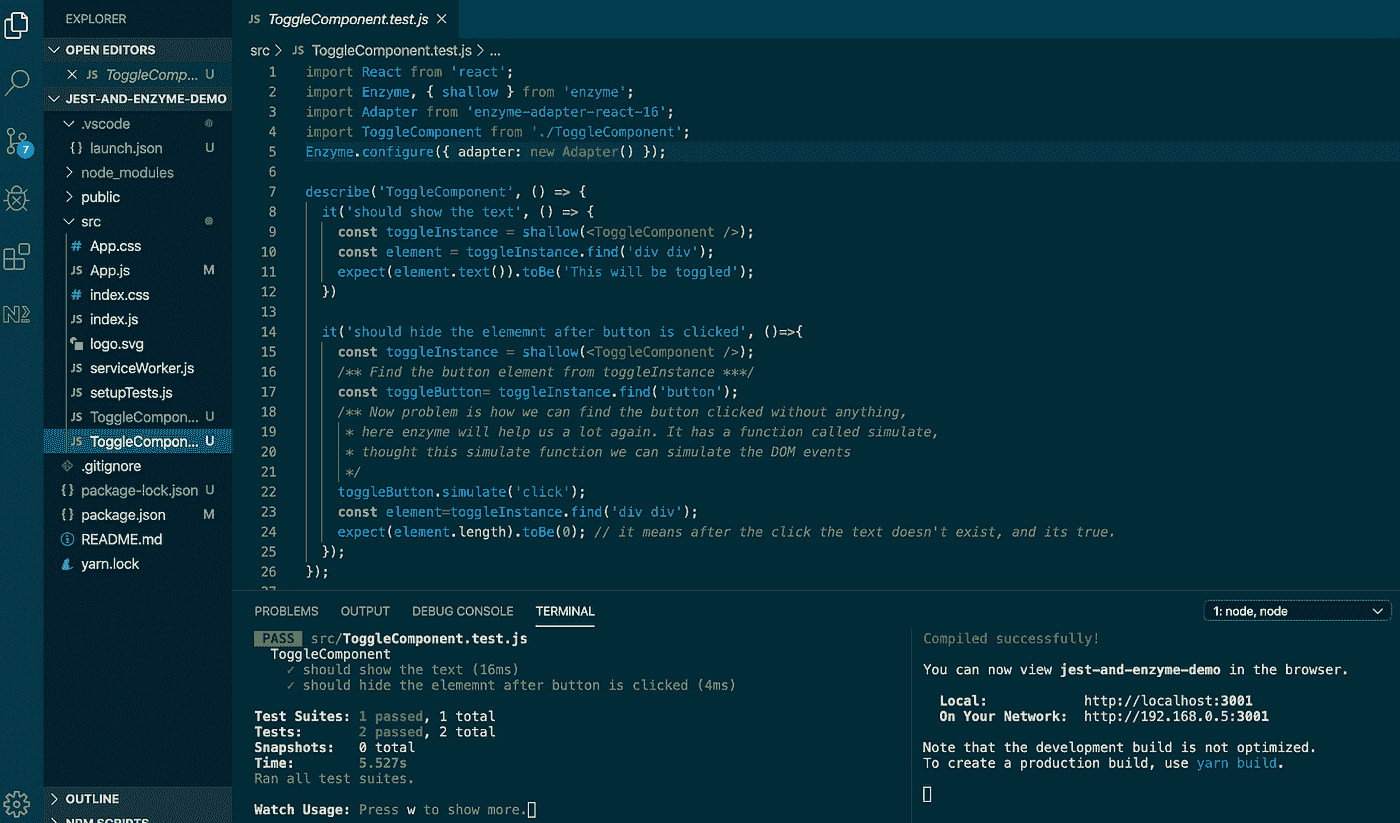 EXPLORER
OPEN EDITORS
JS ToggleComp... U
JEST-AND-ENZYME-DEMO
.vscode
{} launch.json U
node_modules
public
src
# App.css
JS App.js M
# index.css
JS index.js
logo.svg
JS serviceWorker.js
JS setupTests.js
JS ToggleCompon... U
JS ToggleCompon... U
.gitignore
{} package-lock.json U
{} package.json M
README.md
yarn.lock
OUTLINE
NPM SCRIPTS
7
JS ToggleComponent.test.js
src > JS ToggleComponent.test.js > ...
1 import React from 'react';
2 import Enzyme, { shallow } from 'enzyme';
3 import Adapter from 'enzyme-adapter-react-16';
4 import ToggleComponent from './ToggleComponent';
5 Enzyme.configure({ adapter: new Adapter() });
6
7 describe('ToggleComponent', () => {
8 it('should show the text', () => {
9 const toggleInstance = shallow(<ToggleComponent />);
10 const element = toggleInstance.find('div div');
11 expect(element.text()).toBe('This will be toggled');
12 })
13
14 it('should hide the elememnt after button is clicked', ()=>{
15 const toggleInstance = shallow(<ToggleComponent />);
16 /** Find the button element from toggleInstance ***/
17 const toggleButton= toggleInstance.find('button');
18 /** Now problem is how we can find the button clicked without anything,
19 * here enzyme will help us a lot again. It has a function called simulate,
20 * thought this simulate function we can simulate the DOM events
21 */
22 toggleButton.simulate('click');
23 const element=toggleInstance.find('div div');
24 expect(element.length).toBe(0); // it means after the click the text doesn't exist, and its true.
25 });
26 });
27
PROBLEMS OUTPUT DEBUG CONSOLE TERMINAL
1: node, node
PASS src/ToggleComponent.test.js
ToggleComponent
✓ should show the text (16ms)
✓ should hide the elememnt after button is clicked (4ms)
Test Suites: 1 passed, 1 total
Tests: 2 passed, 2 total
Snapshots: 0 total
Time: 5.527s
Ran all test suites.
Watch Usage: Press w to show more.
Compiled successfully!
You can now view jest-and-enzyme-demo in the browser.
Local: http://localhost:3001
On Your Network: http://192.168.0.5:3001
Note that the development build is not optimized.
To create a production build, use yarn build.